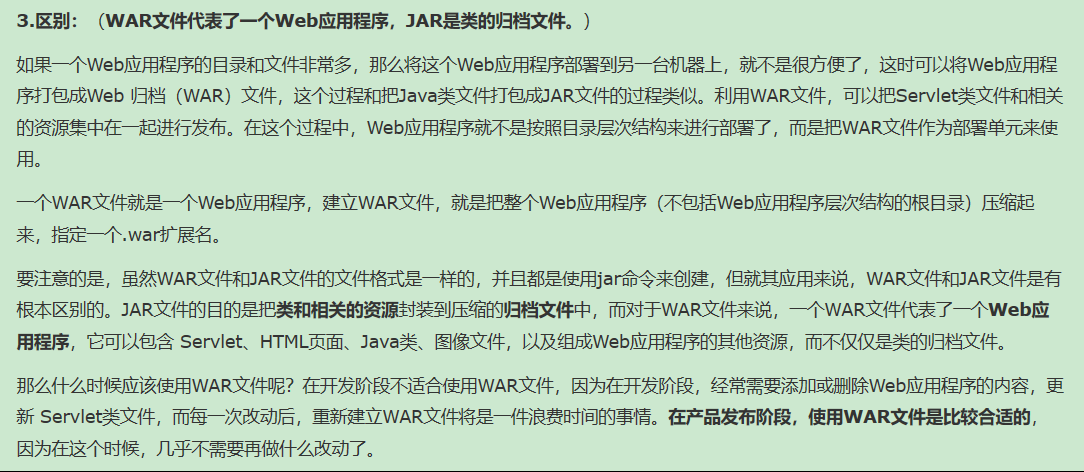 3.区别：（WAR文件代表了一个Web应用程序，JAR是类的归档文件。）
如果一个Web应用程序的目录和文件非常多，那么将这个Web应用程序部署到另一台机器上，就不是很方便了，这时可以将Web应用程
序打包成Web 归档（WAR）文件，这个过程和把Java类文件打包成JAR文件的过程类似。利用WAR文件，可以把Servlet类文件和相关
的资源集中在一起进行发布。在这个过程中，Web应用程序就不是按照目录层次结构来进行部署了，而是把WAR文件作为部署单元来使
用。
一个WAR文件就是一个Web应用程序，建立WAR文件，就是把整个Web应用程序（不包括Web应用程序层次结构的根目录）压缩起
来，指定一个.war扩展名。
要注意的是，虽然WAR文件和JAR文件的文件格式是一样的，并且都是使用jar命令来创建，但就其应用来说，WAR文件和JAR文件是有
根本区别的。JAR文件的目的是把类和相关的资源封装到压缩的归档文件中，而对于WAR文件来说，一个WAR文件代表了一个Web应
用程序，它可以包含 Servlet、HTML页面、Java类、图像文件，以及组成Web应用程序的其他资源，而不仅仅是类的归档文件。
那么什么时候应该使用WAR文件呢？在开发阶段不适合使用WAR文件，因为在开发阶段，经常需要添加或删除Web应用程序的内容，更
新 Servlet类文件，而每一次改动后，重新建立WAR文件将是一件浪费时间的事情。在产品发布阶段，使用WAR文件是比较合适的，
因为在这个时候，几乎不需要再做什么改动了。